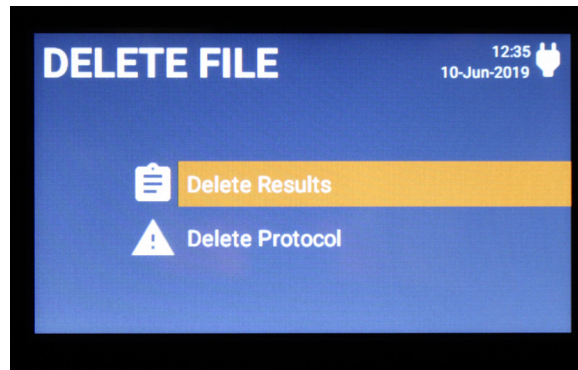 DELETE FILE
12:35
10-Jun-2019
Delete Results
Delete Protocol